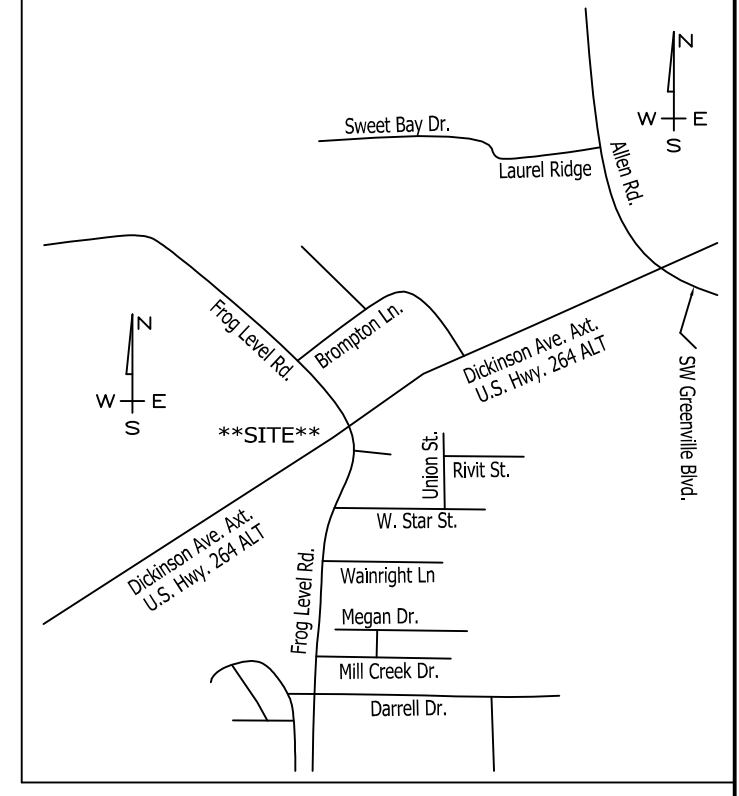 N
W E
S
Sweet Bay Dr.
Laurel Ridge
Allen Rd.
Frog Level Rd.
Brompton Ln.
Dickinson Ave. Axt.
U.S. Hwy. 264 ALT
SW Greenville Blvd.
N
W E
S
**SITE**
Union St.
Rivit St.
W. Star St.
Dickinson Ave. Axt.
U.S. Hwy. 264 ALT
Frog Level Rd.
Wainright Ln
Megan Dr.
Mill Creek Dr.
Darrell Dr.